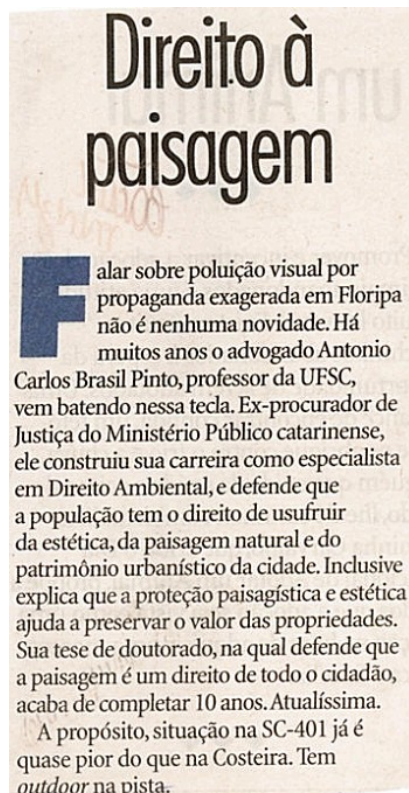 Direito à
paisagem
Falar sobre poluição visual por
propaganda exagerada em Floripa
não é nenhuma novidade. Há
muitos anos o advogado Antonio
Carlos Brasil Pinto, professor da UFSC,
vem batendo nessa tecla. Ex-procurador de
Justiça do Ministério Público catarinense,
ele construiu sua carreira como especialista
em Direito Ambiental, e defende que
a população tem o direito de usufruir
da estética, da paisagem natural e do
patrimônio urbanístico da cidade. Inclusive
explica que a proteção paisagística e estética
ajuda a preservar o valor das propriedades.
Sua tese de doutorado, na qual defende que
a paisagem é um direito de todo o cidadão,
acaba de completar 10 anos. Atualíssima.
A propósito, situação na SC-401 já é
quase pior do que na Costeira. Tem
outdoor na pista.